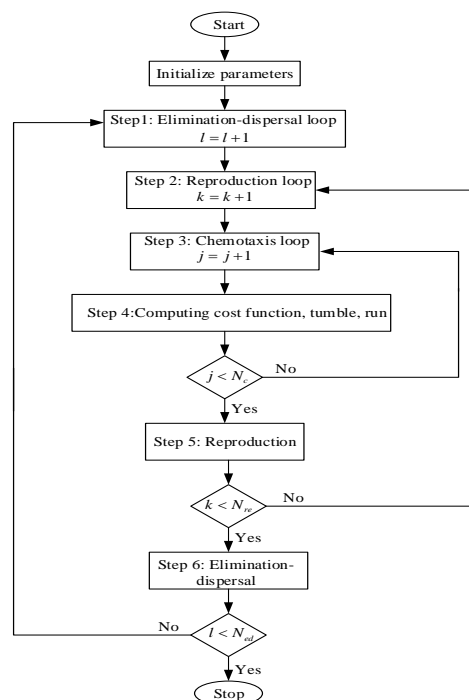 Start
Initialize parameters
Step1: Elimination-dispersal loop
l = l+1
Step 2: Reproduction loop
k = k+1
Step 3: Chemotaxis loop
j = j+1
Step 4:Computing cost function, tumble, run
j < N_c
No
Yes
Step 5: Reproduction
k < N_re
No
Yes
Step 6: Elimination-
dispersal
No
l < N_ed
Yes
Stop